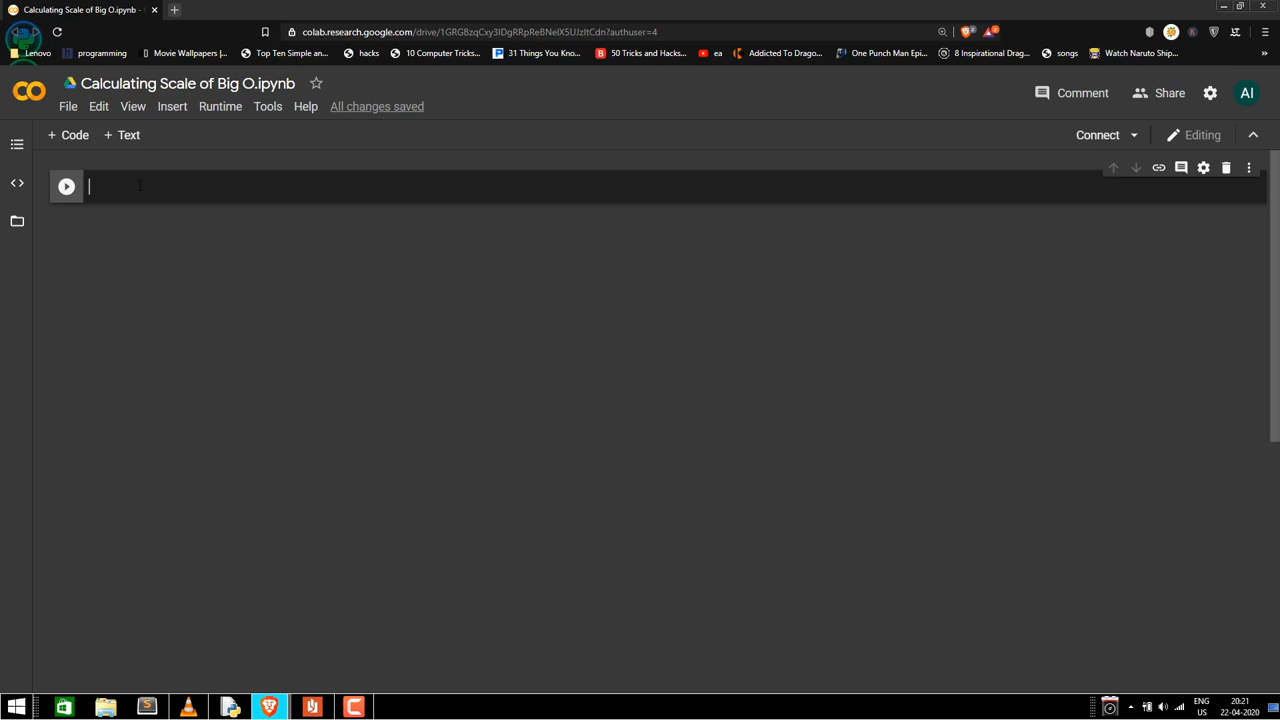 Calculating Scale of Big O.ipynb -
colab.research.google.com/drive/1GRGBzqCxy3IDgRRpReBNeIX5UJzltCdn?authuser=4
Lenovo
programming
Movie Wallpapers |...
Top Ten Simple an...
hacks
10 Computer Tricks...
31 Things You Kno...
50 Tricks and Hacks...
ea
Addicted To Drago...
One Punch Man Epi...
8 Inspirational Drag...
songs
Watch Naruto Ship...
»
CO
Calculating Scale of Big O.ipynb
Comment
Share
AI
File Edit View Insert Runtime Tools Help All changes saved
+ Code + Text
Connect
Editing
ENG
US
20:21
22-04-2020